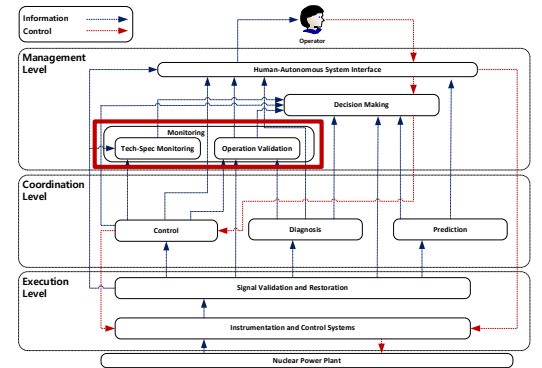 Information
Control
Operator
Management
Level
Human-Autonomous System Interface
Decision Making
Monitoring
Tech-Spec Monitoring
Operation Validation
Coordination
Level
Control
Diagnosis
Prediction
Execution
Level
Signal Validation and Restoration
Instrumentation and Control Systems
Nuclear Power Plant